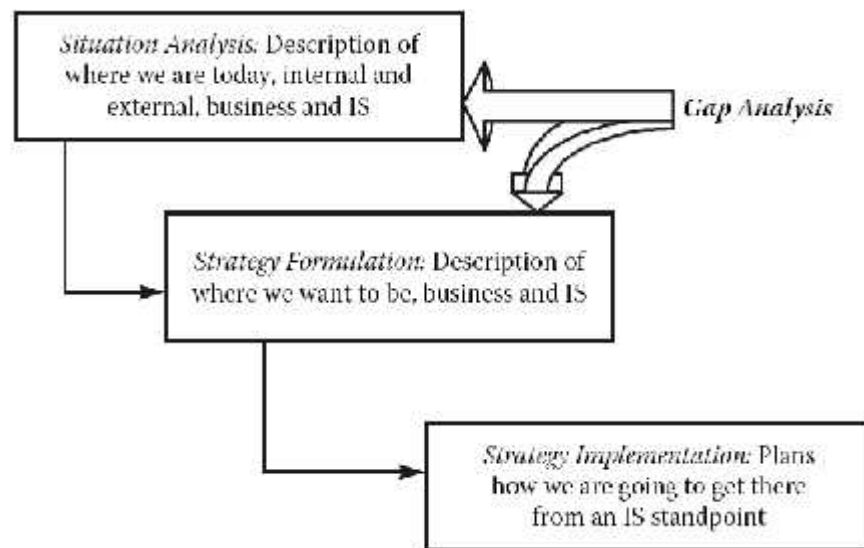 Situation Analysis: Description of
where we are today, internal and
external, business and IS
Gap Analysis
Strategy Formulation: Description of
where we want to be, business and IS
Strategy Implementation: Plans
how we are going to get there
from an IS standpoint